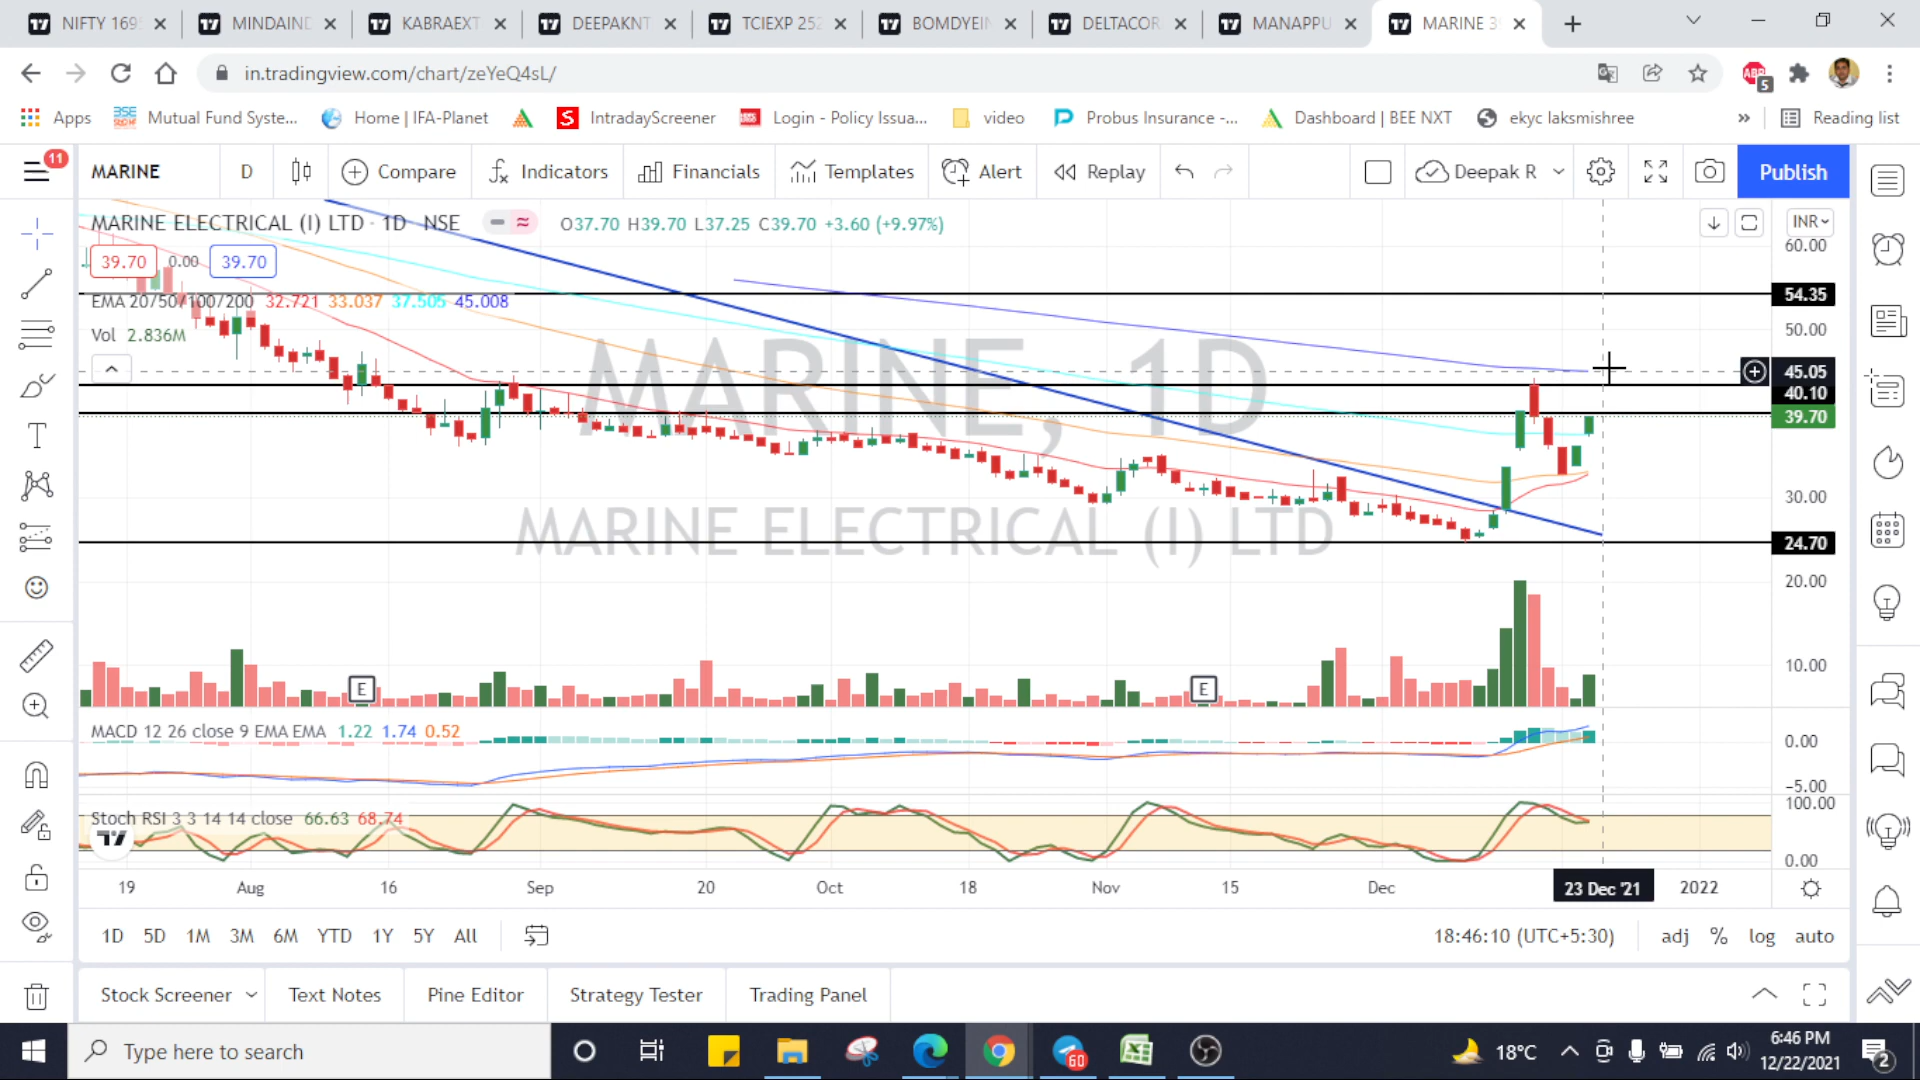 NIFTY 169
MINDAIND
KABRAEXT
DEEPAKNT
TCIEXP 252
BOMDYEIN
DELTACOR
MANAPPU
MARINE 3
in.tradingview.com/chart/zeYeQ4sL/
ABP
5
Apps
Mutual Fund Syste...
Home | IFA-Planet
S
IntradayScreener
Login - Policy Issua...
video
Probus Insurance -...
Dashboard | BEE NXT
ekyc laksmishree
»
Reading list
11
MARINE
D
Compare
Indicators
Financials
Templates
Alert
Replay
Deepak R
Publish
MARINE ELECTRICAL (I) LTD · 1D · NSE
O37.70 H39.70 L37.25 C39.70 +3.60 (+9.97%)
INR
39.70
0.00
39.70
60.00
EMA 20/50/100/200 32.721 33.037 37.505 45.008
54.35
Vol 2.836M
50.00
MARINE, 1D
45.05
40.10
39.70
30.00
MARINE ELECTRICAL (I) LTD
24.70
20.00
10.00
E
E
MACD 12 26 close 9 EMA EMA 1.22 1.74 0.52
0.00
−5.00
Stoch RSI 3 3 14 14 close 66.63 68.74
100.00
0.00
19
Aug
16
Sep
20
Oct
18
Nov
15
Dec
23 Dec '21
2022
1D 5D 1M 3M 6M YTD 1Y 5Y All
18:46:10 (UTC+5:30)
adj % log auto
Stock Screener
Text Notes
Pine Editor
Strategy Tester
Trading Panel
Type here to search
60
18°C
6:46 PM
12/22/2021
2